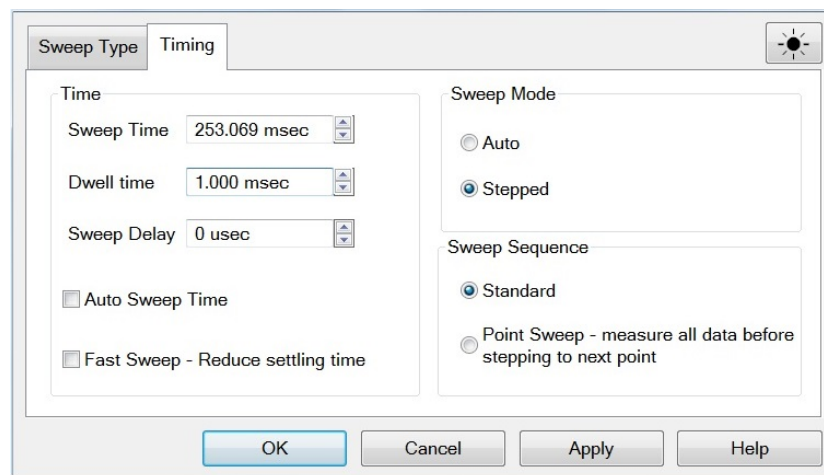 Sweep Type
Timing
Time
Sweep Time 253.069 msec
Dwell time 1.000 msec
Sweep Delay 0 usec
Auto Sweep Time
Fast Sweep - Reduce settling time
Sweep Mode
Auto
Stepped
Sweep Sequence
Standard
Point Sweep - measure all data before
stepping to next point
OK
Cancel
Apply
Help